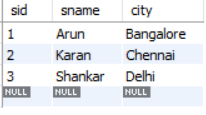 sid sname city
1 Arun Bangalore
2 Karan Chennai
3 Shankar Delhi
NULL NULL NULL